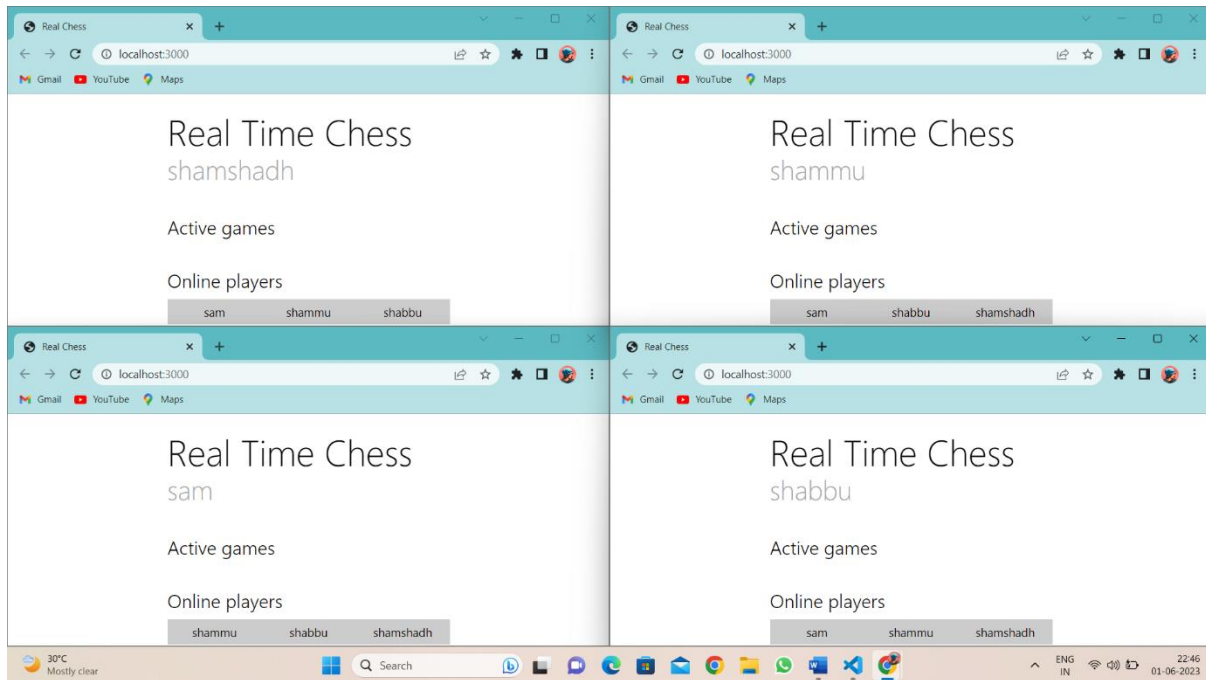 Real Chess
localhost:3000
Gmail YouTube Maps
Real Time Chess
shamshadh
Active games
Online players
sam shammu shabbu
Real Chess
localhost:3000
Gmail YouTube Maps
Real Time Chess
shammu
Active games
Online players
sam shabbu shamshadh
Real Chess
localhost:3000
Gmail YouTube Maps
Real Time Chess
sam
Active games
Online players
shammu shabbu shamshadh
Real Chess
localhost:3000
Gmail YouTube Maps
Real Time Chess
shabbu
Active games
Online players
sam shammu shamshadh
30°C
Mostly clear
Search
ENG
IN
22:46
01-06-2023